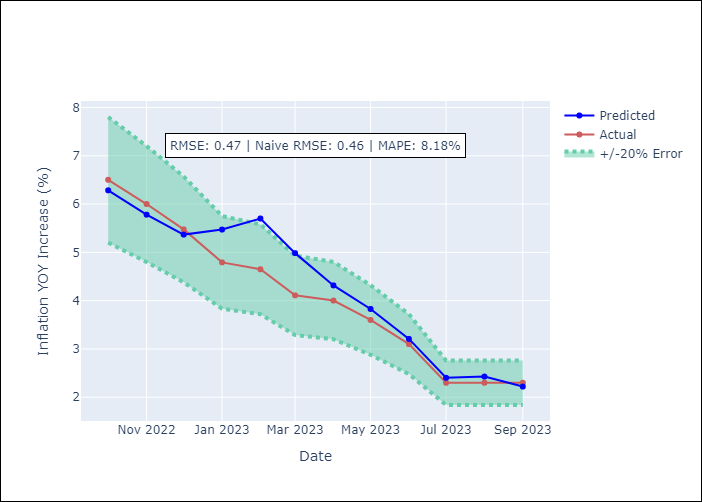 RMSE: 0.47 | Naive RMSE: 0.46 | MAPE: 8.18%
Predicted
Actual
+/-20% Error
Inflation YOY Increase (%)
8
7
6
5
4
3
2
Nov 2022 Jan 2023 Mar 2023 May 2023 Jul 2023 Sep 2023
Date